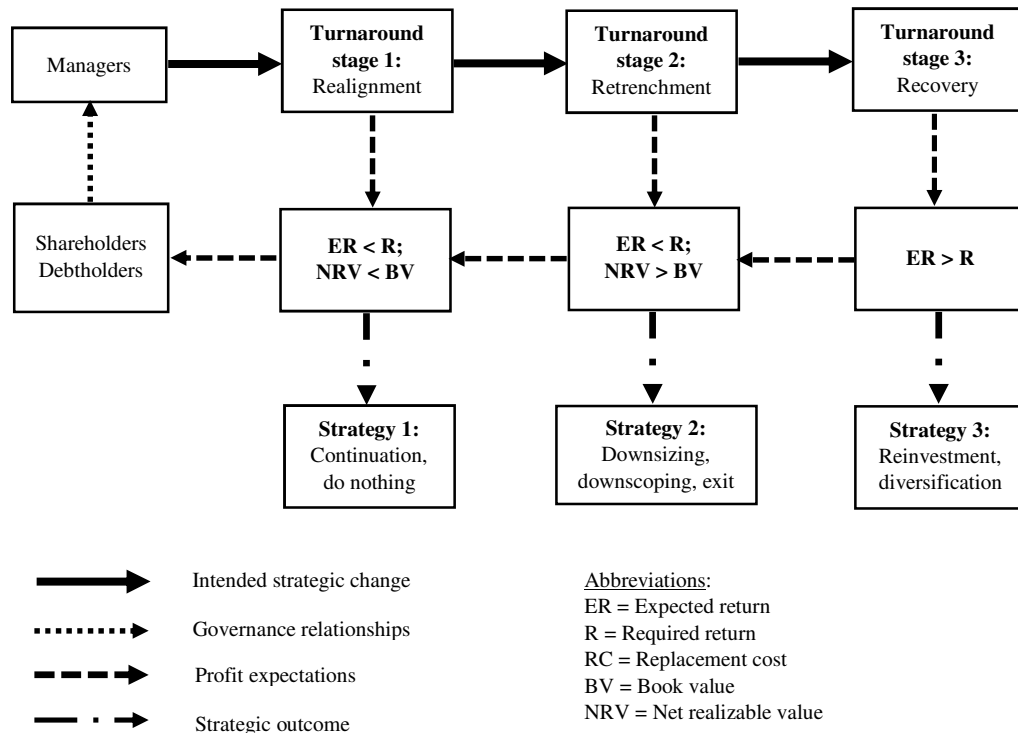 Managers
Turnaround
stage 1:
Realignment
Turnaround
stage 2:
Retrenchment
Turnaround
stage 3:
Recovery
Shareholders
Debtholders
ER < R;
NRV < BV
ER < R;
NRV > BV
ER > R
Strategy 1:
Continuation,
do nothing
Strategy 2:
Downsizing,
downscoping, exit
Strategy 3:
Reinvestment,
diversification
Intended strategic change
Governance relationships
Profit expectations
Strategic outcome
Abbreviations:
ER = Expected return
R = Required return
RC = Replacement cost
BV = Book value
NRV = Net realizable value